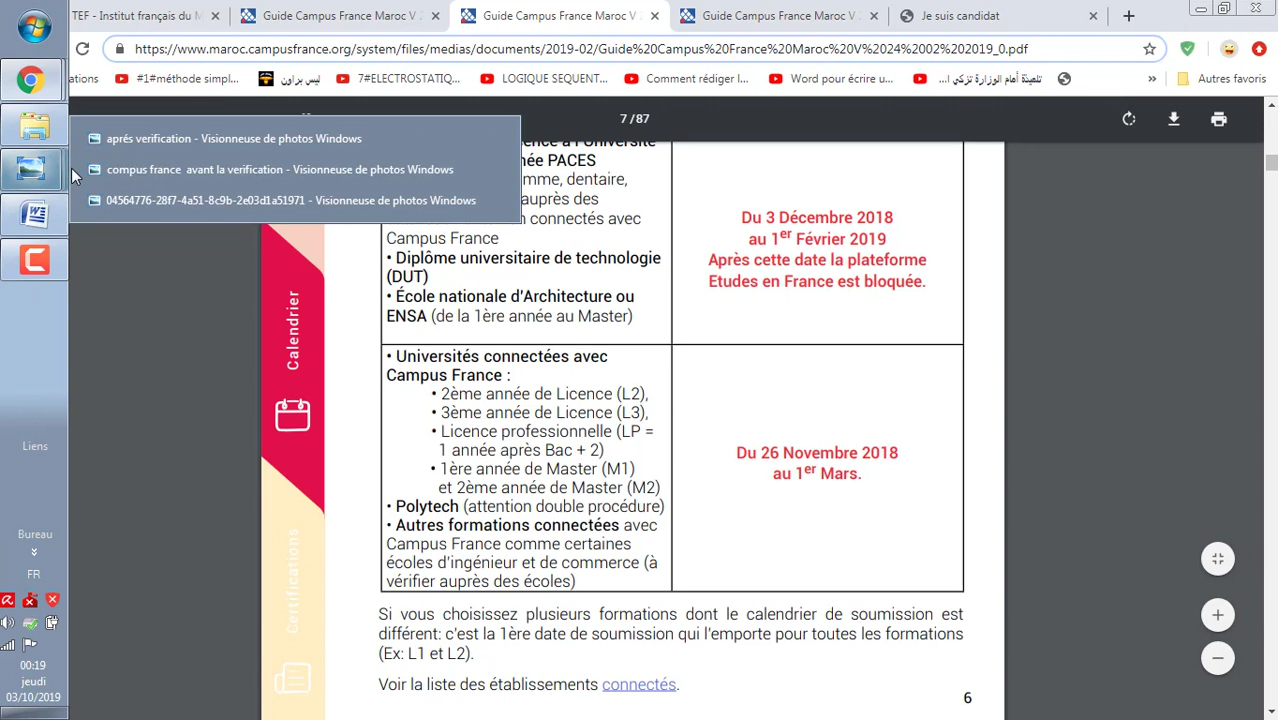 TEF - Institut français du M
Guide Campus France Maroc V
Guide Campus France Maroc V 2
Guide Campus France Maroc V 2
Je suis candidat
https://www.maroc.campusfrance.org/system/files/medias/documents/2019-02/Guide%20Campus%20France%20Maroc%20V%2024%2002%202019_0.pdf
ations
#1#méthode simpl...
ليس براون
7#ELECTROSTATIQ...
LOGIQUE SEQUENT...
Comment rédiger l...
Word pour écrire u...
تلميذة أمام الوزارة تزكي ا...
»
Autres favoris
7 / 87
aprés verification - Visionneuse de photos Windows
compus france avant la verification - Visionneuse de photos Windows
04564776-28f7-4a51-8c9b-2e03d1a51971 - Visionneuse de photos Windows
née PACES
mme, dentaire,
auprès des
n connectés avec
Campus France
• Diplôme universitaire de technologie
(DUT)
• École nationale d'Architecture ou
ENSA (de la 1ère année au Master)
Du 3 Décembre 2018
au 1er Février 2019
Après cette date la plateforme
Etudes en France est bloquée.
Calendrier
• Universités connectées avec
Campus France :
• 2ème année de Licence (L2),
• 3ème année de Licence (L3),
• Licence professionnelle (LP =
1 année après Bac + 2)
• 1ère année de Master (M1)
et 2ème année de Master (M2)
• Polytech (attention double procédure)
• Autres formations connectées avec
Campus France comme certaines
écoles d'ingénieur et de commerce (à
vérifier auprès des écoles)
Du 26 Novembre 2018
au 1er Mars.
Certifications
Si vous choisissez plusieurs formations dont le calendrier de soumission est
différent: c'est la 1ère date de soumission qui l'emporte pour toutes les formations
(Ex: L1 et L2).
Voir la liste des établissements connectés.
6
Liens
Bureau
FR
00:19
jeudi
03/10/2019